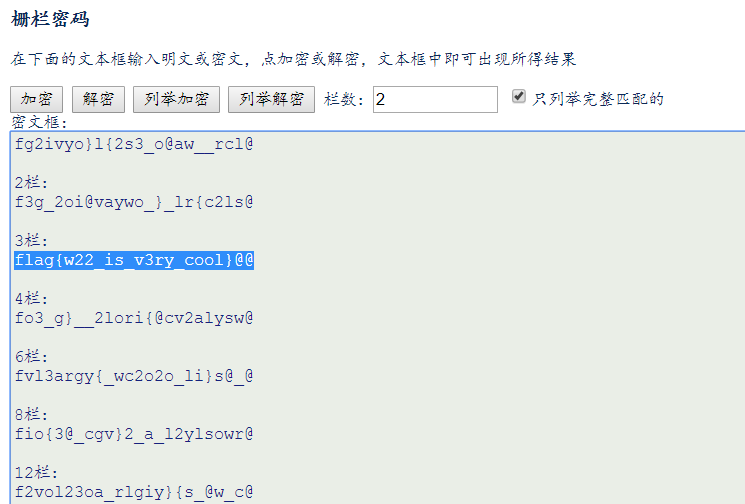 栅栏密码
在下面的文本框输入明文或密文，点加密或解密，文本框中即可出现所得结果
加密 解密 列举加密 列举解密 栏数: 2 只列举完整匹配的
密文框:
fg2ivyo}l{2s3_o@aw__rcl@
2栏:
f3g_2oi@vaywo_}_lr{c2ls@
3栏:
flag{w22_is_v3ry_cool}@@
4栏:
fo3_g}__2lori{@cv2alysw@
6栏:
fvl3argy{_wc2o2o_li}s@_@
8栏:
fio{3@_cgv}2_a_l2ylsowr@
12栏:
f2vol23oa_rlgiy}{s_@w_c@